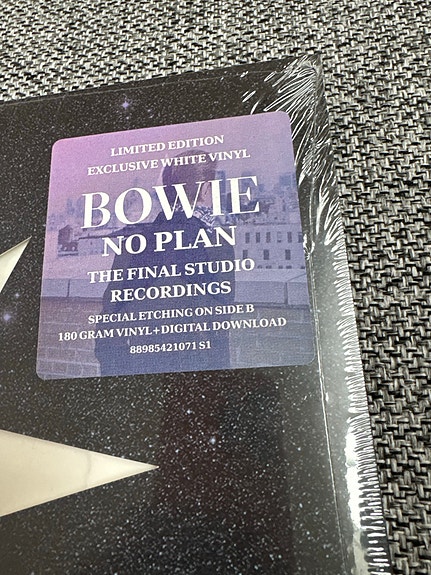 LIMITED EDITION
EXCLUSIVE WHITE VINYL
BOWIE
NO PLAN
THE FINAL STUDIO
RECORDINGS
SPECIAL ETCHING ON SIDE B
180 GRAM VINYL+DIGITAL DOWNLOAD
88985421071 S1